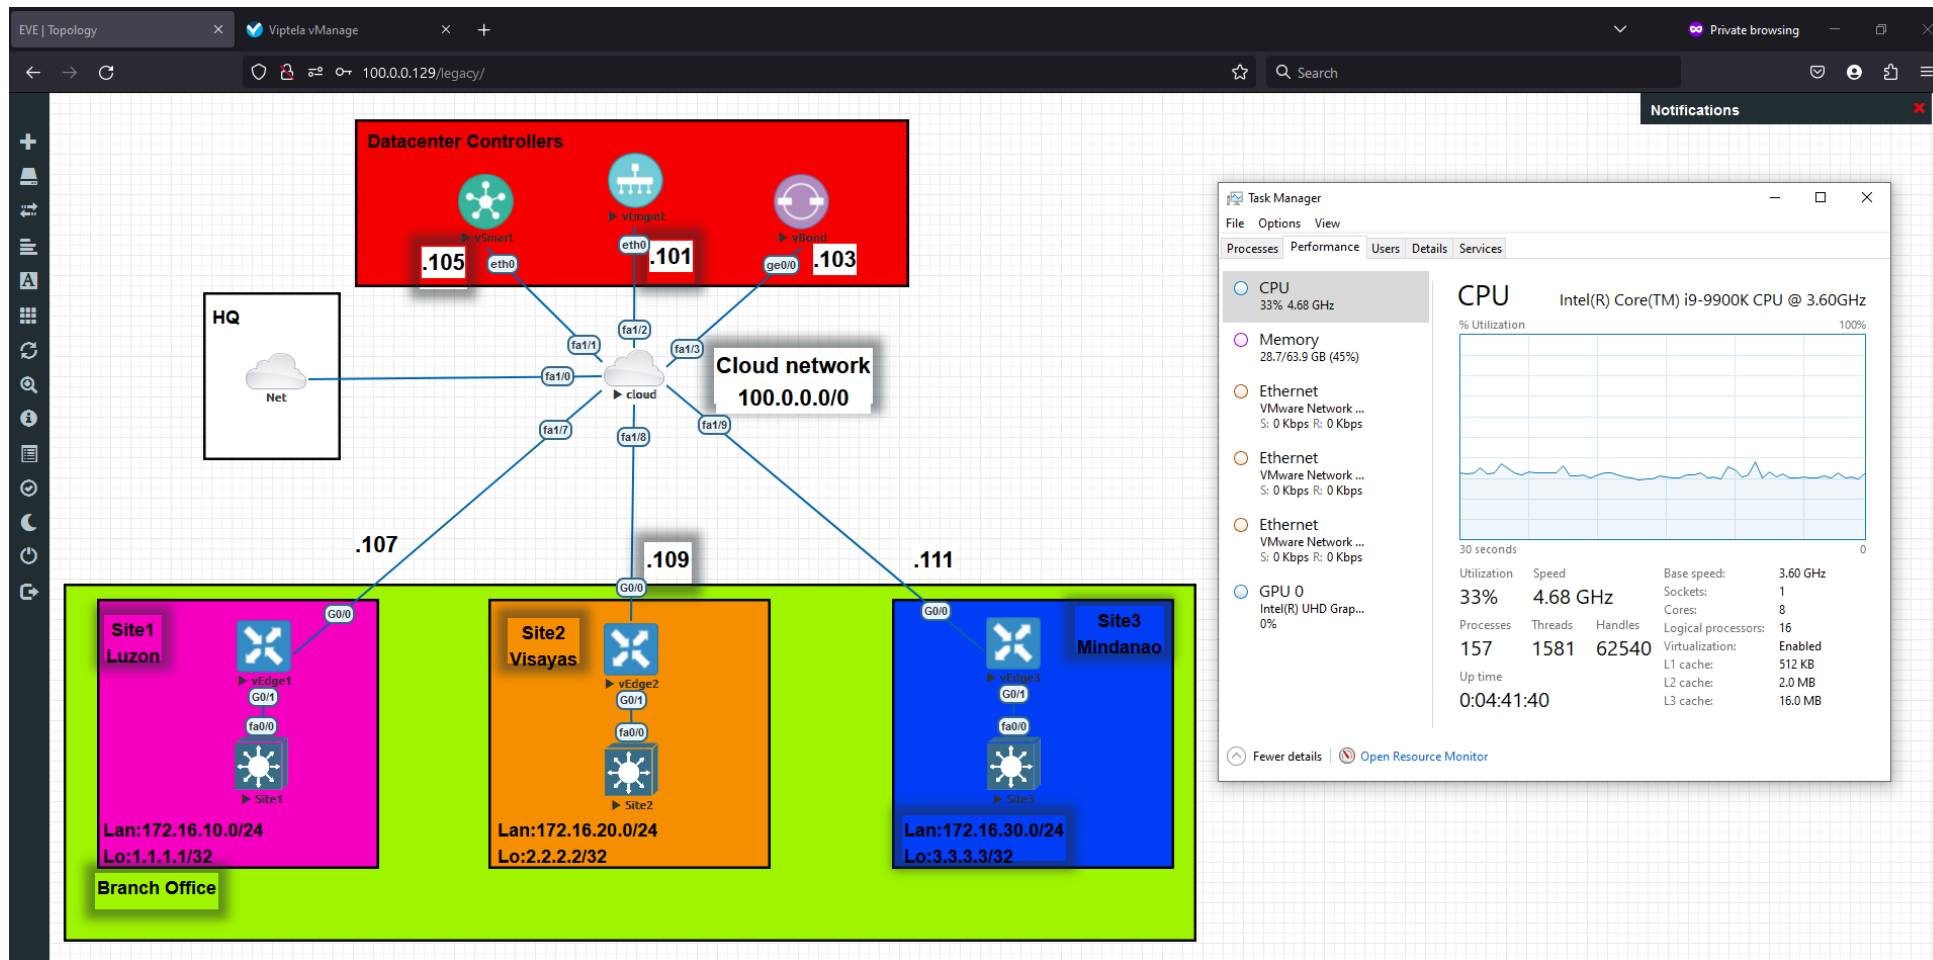 EVE | Topology
Viptela vManage
Private browsing
100.0.0.129/legacy/
Search
Notifications
Datacenter Controllers
vSmart
vtmgmt
vBond
.105
eth0
eth0
.101
ge0/0
.103
HQ
Net
fa1/1
fa1/2
fa1/3
fa1/0
cloud
Cloud network
100.0.0.0/0
fa1/7
fa1/8
fa1/9
.107
.109
.111
G0/0
G0/0
G0/0
Site1
Luzon
vEdge1
G0/1
fa0/0
Site1
Lan:172.16.10.0/24
Lo:1.1.1.1/32
Site2
Visayas
vEdge2
G0/1
fa0/0
Site2
Lan:172.16.20.0/24
Lo:2.2.2.2/32
Site3
Mindanao
vEdge3
G0/1
fa0/0
Site3
Lan:172.16.30.0/24
Lo:3.3.3.3/32
Branch Office
Task Manager
File Options View
Processes Performance Users Details Services
CPU
33% 4.68 GHz
Memory
28.7/63.9 GB (45%)
Ethernet
VMware Network ...
S: 0 Kbps R: 0 Kbps
Ethernet
VMware Network ...
S: 0 Kbps R: 0 Kbps
Ethernet
VMware Network ...
S: 0 Kbps R: 0 Kbps
GPU 0
Intel(R) UHD Grap...
0%
CPU Intel(R) Core(TM) i9-9900K CPU @ 3.60GHz
% Utilization 100%
30 seconds 0
Utilization Speed
33% 4.68 GHz
Processes Threads Handles
157 1581 62540
Up time
0:04:41:40
Base speed: 3.60 GHz
Sockets: 1
Cores: 8
Logical processors: 16
Virtualization: Enabled
L1 cache: 512 KB
L2 cache: 2.0 MB
L3 cache: 16.0 MB
Fewer details Open Resource Monitor